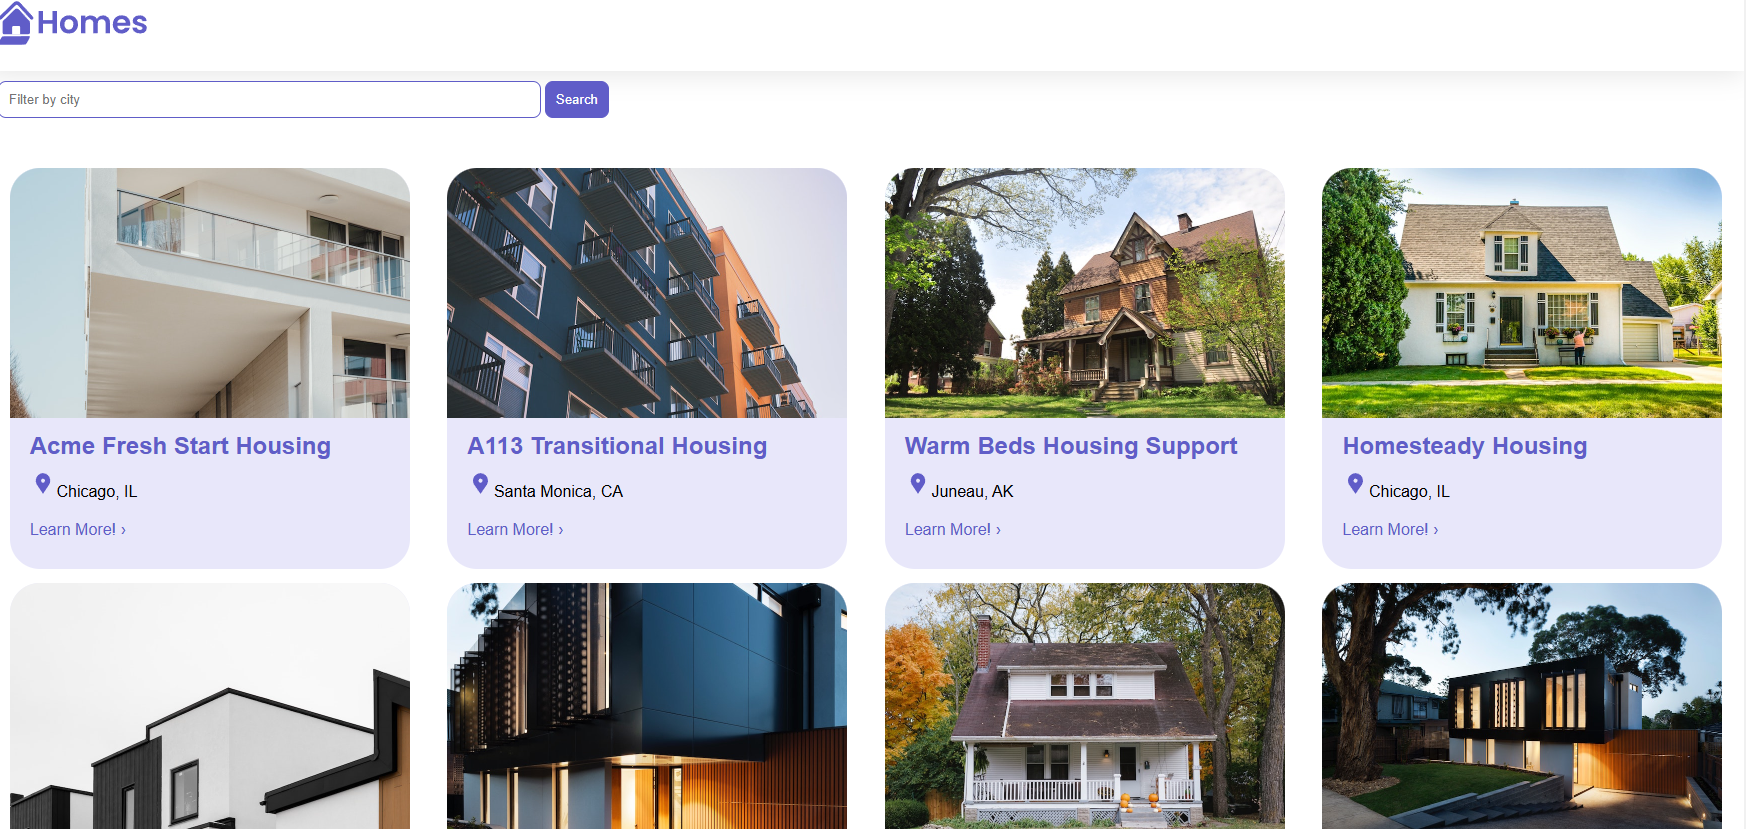 Homes
Filter by city
Search
Acme Fresh Start Housing
Chicago, IL
Learn More! ›
A113 Transitional Housing
Santa Monica, CA
Learn More! ›
Warm Beds Housing Support
Juneau, AK
Learn More! ›
Homesteady Housing
Chicago, IL
Learn More! ›